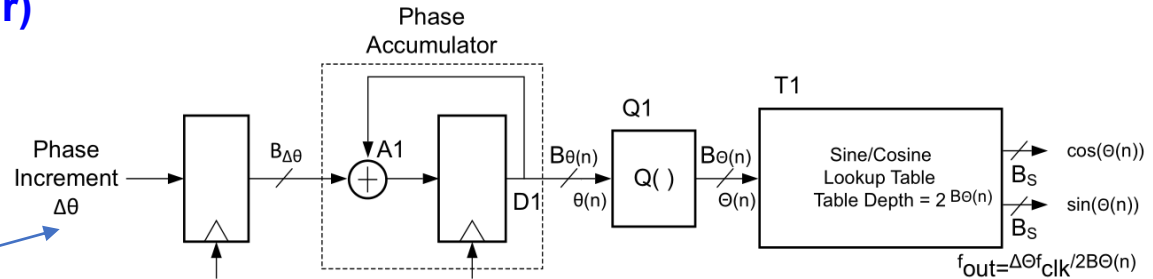 r)
Phase
Accumulator
T1
Q1
Phase
Increment
Δθ
BΔθ
A1
D1
Bθ(n)
θ(n)
Q( )
BΘ(n)
Θ(n)
Sine/Cosine
Lookup Table
Table Depth = 2 BΘ(n)
BS
cos(Θ(n))
BS
sin(Θ(n))
fout=ΔΘfclk/2BΘ(n)